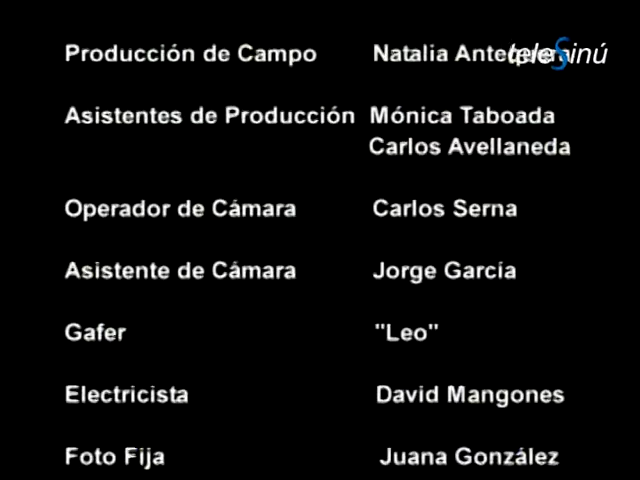 Producción de Campo Natalia
teleSinú
Asistentes de Producción Mónica Taboada
Carlos Avellaneda
Operador de Cámara Carlos Serna
Asistente de Cámara Jorge García
Gafer "Leo"
Electricista David Mangones
Foto Fija Juana González